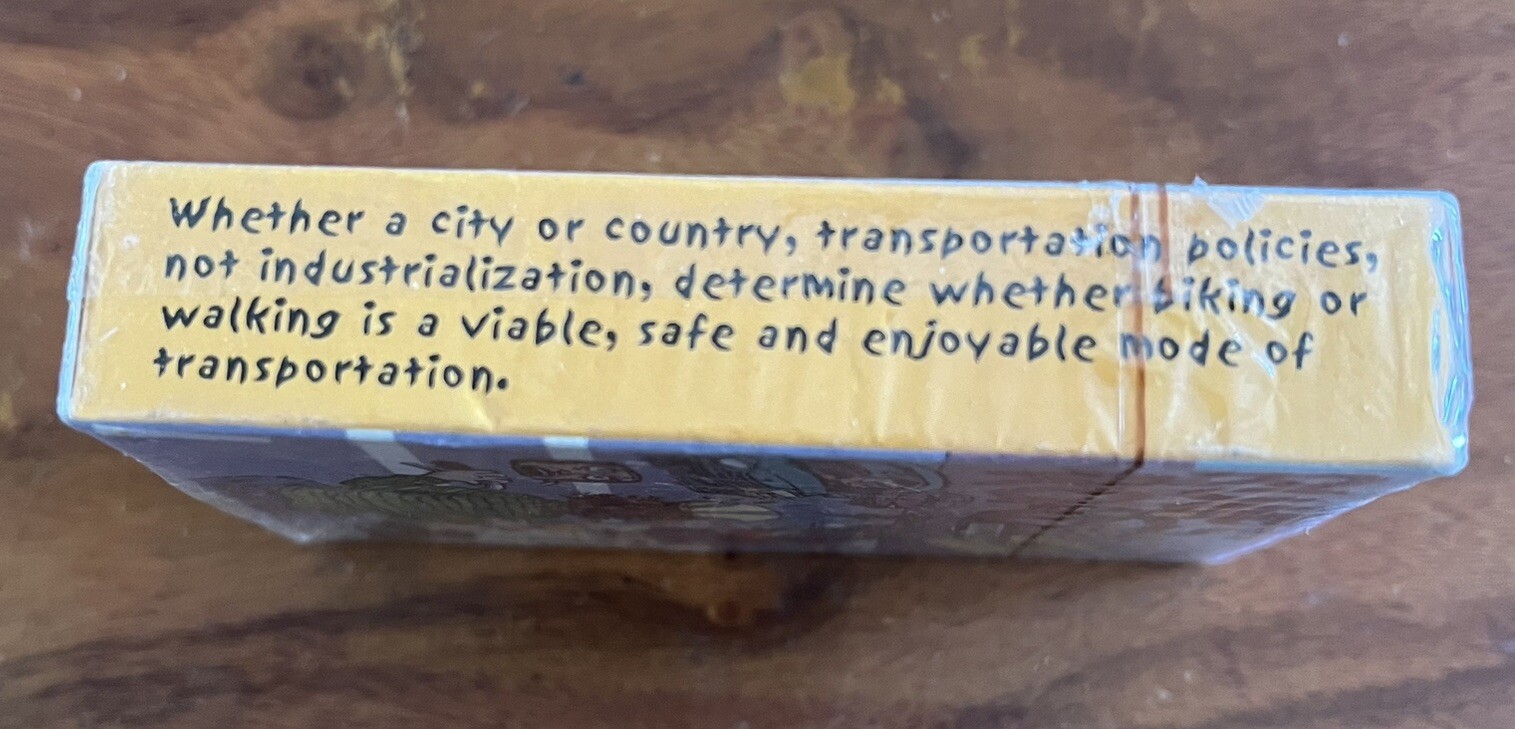 Whether a city or country, transportation policies,
not industrialization, determine whether biking or
walking is a viable, safe and enjoyable mode of
transportation.